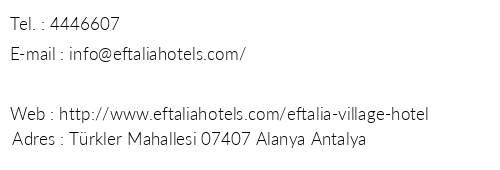 Tel. : 4446607
E-mail : info@eftaliahotels.com/
Web : http://www.eftaliahotels.com/eftalia-village-hotel
Adres : Türkler Mahallesi 07407 Alanya Antalya